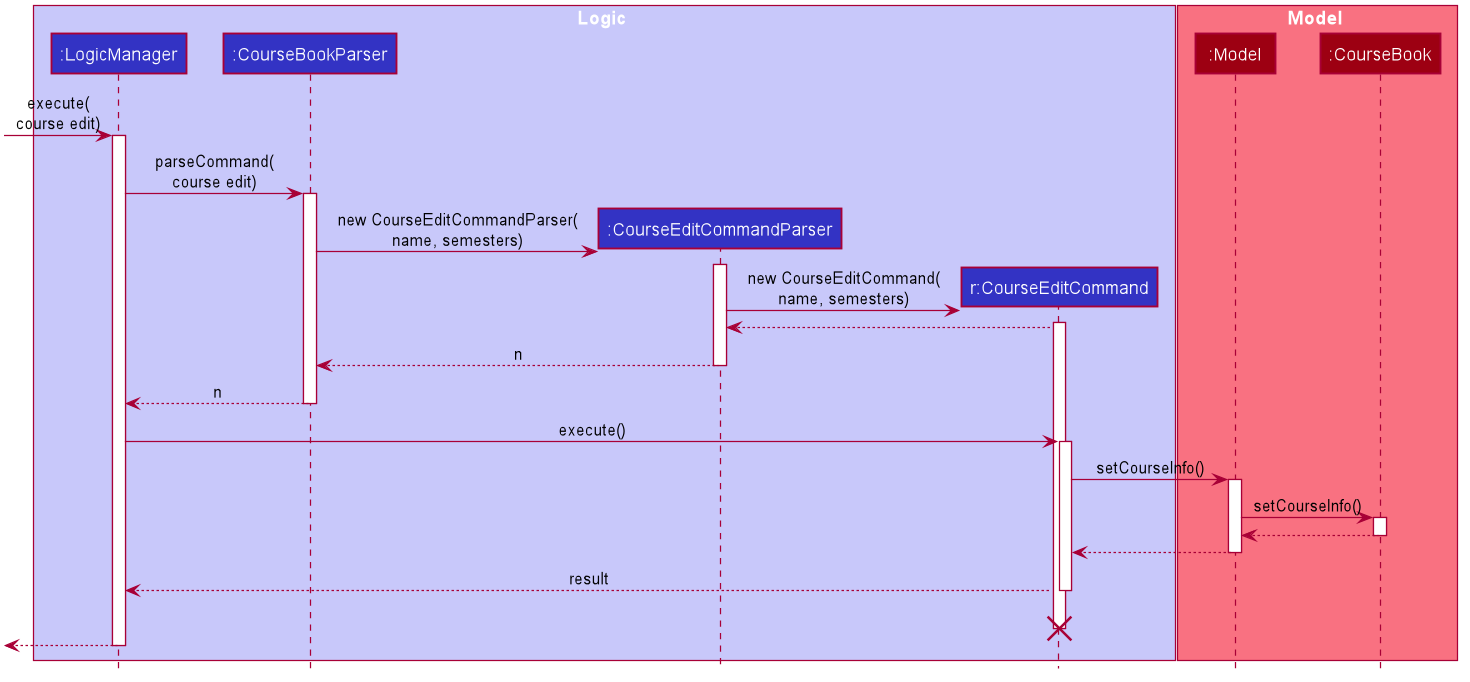 Logic
Model
:LogicManager
:CourseBookParser
:Model
:CourseBook
execute(
course edit)
parseCommand(
course edit)
new CourseEditCommandParser(
name, semesters)
:CourseEditCommandParser
new CourseEditCommand(
name, semesters)
r:CourseEditCommand
n
n
execute()
setCourseInfo()
setCourseInfo()
result